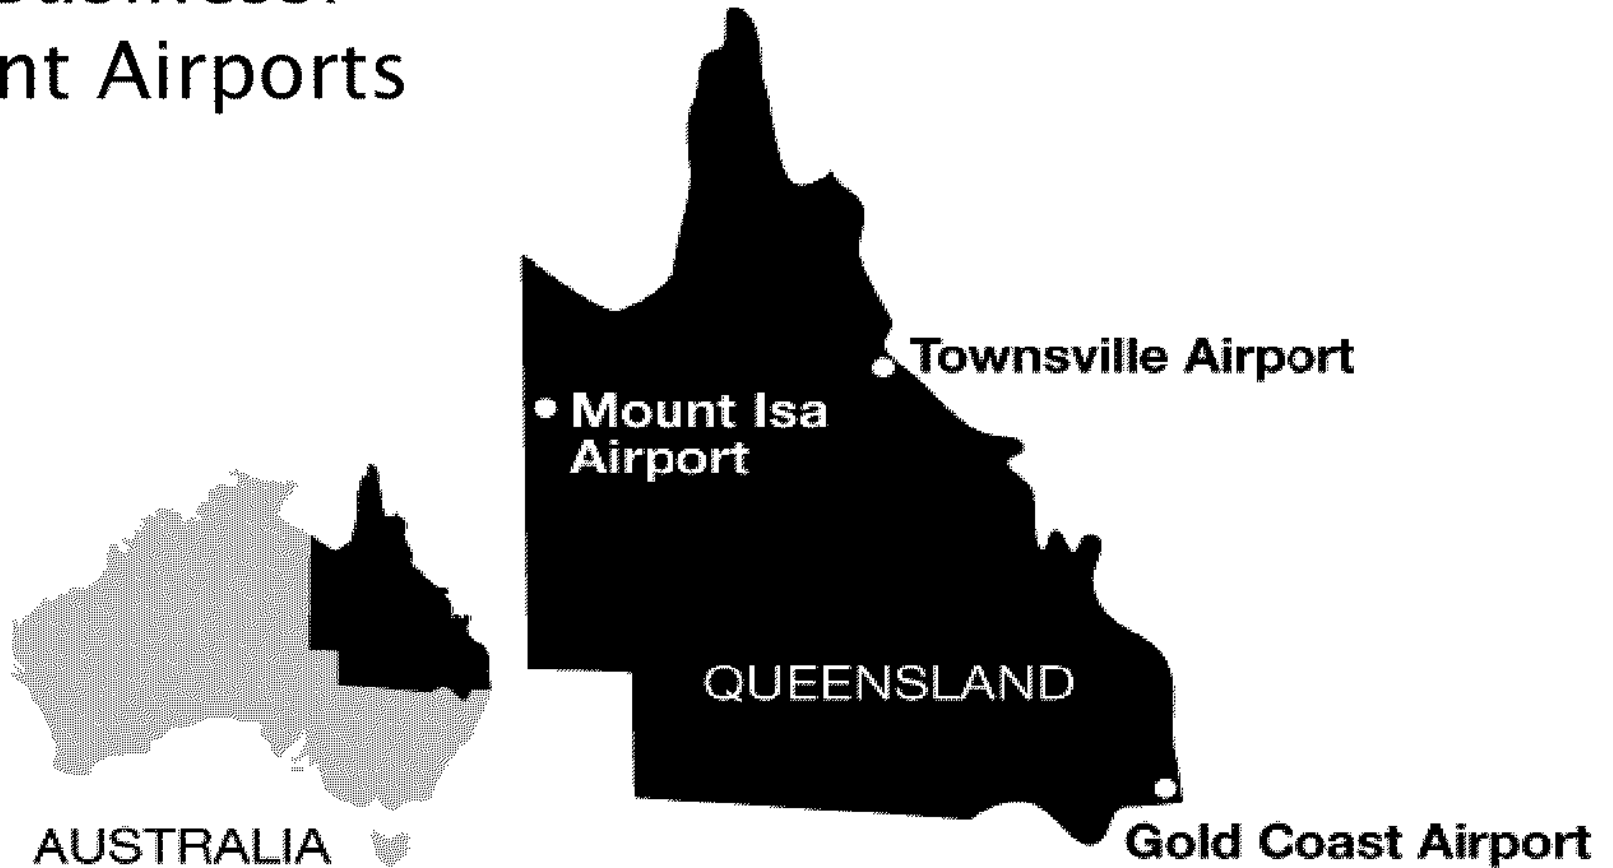 nt Airports
Townsville Airport
Mount Isa
Airport
QUEENSLAND
AUSTRALIA
Gold Coast Airport